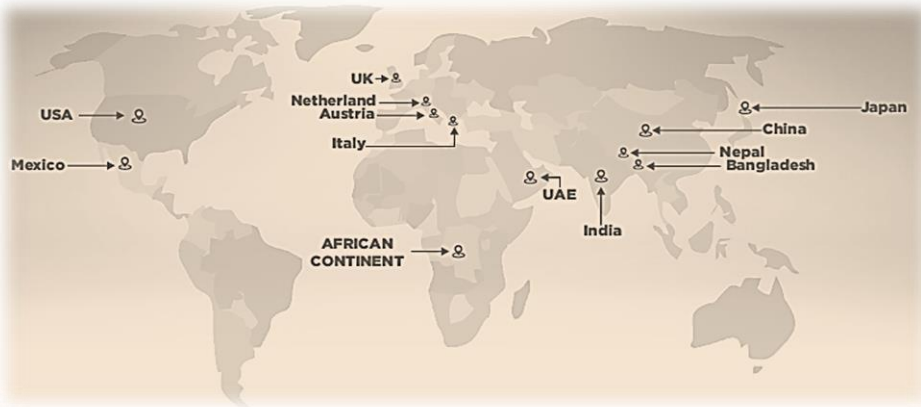 UK
Netherland
USA
Austria
Japan
China
Italy
Nepal
Mexico
Bangladesh
UAE
India
AFRICAN
CONTINENT